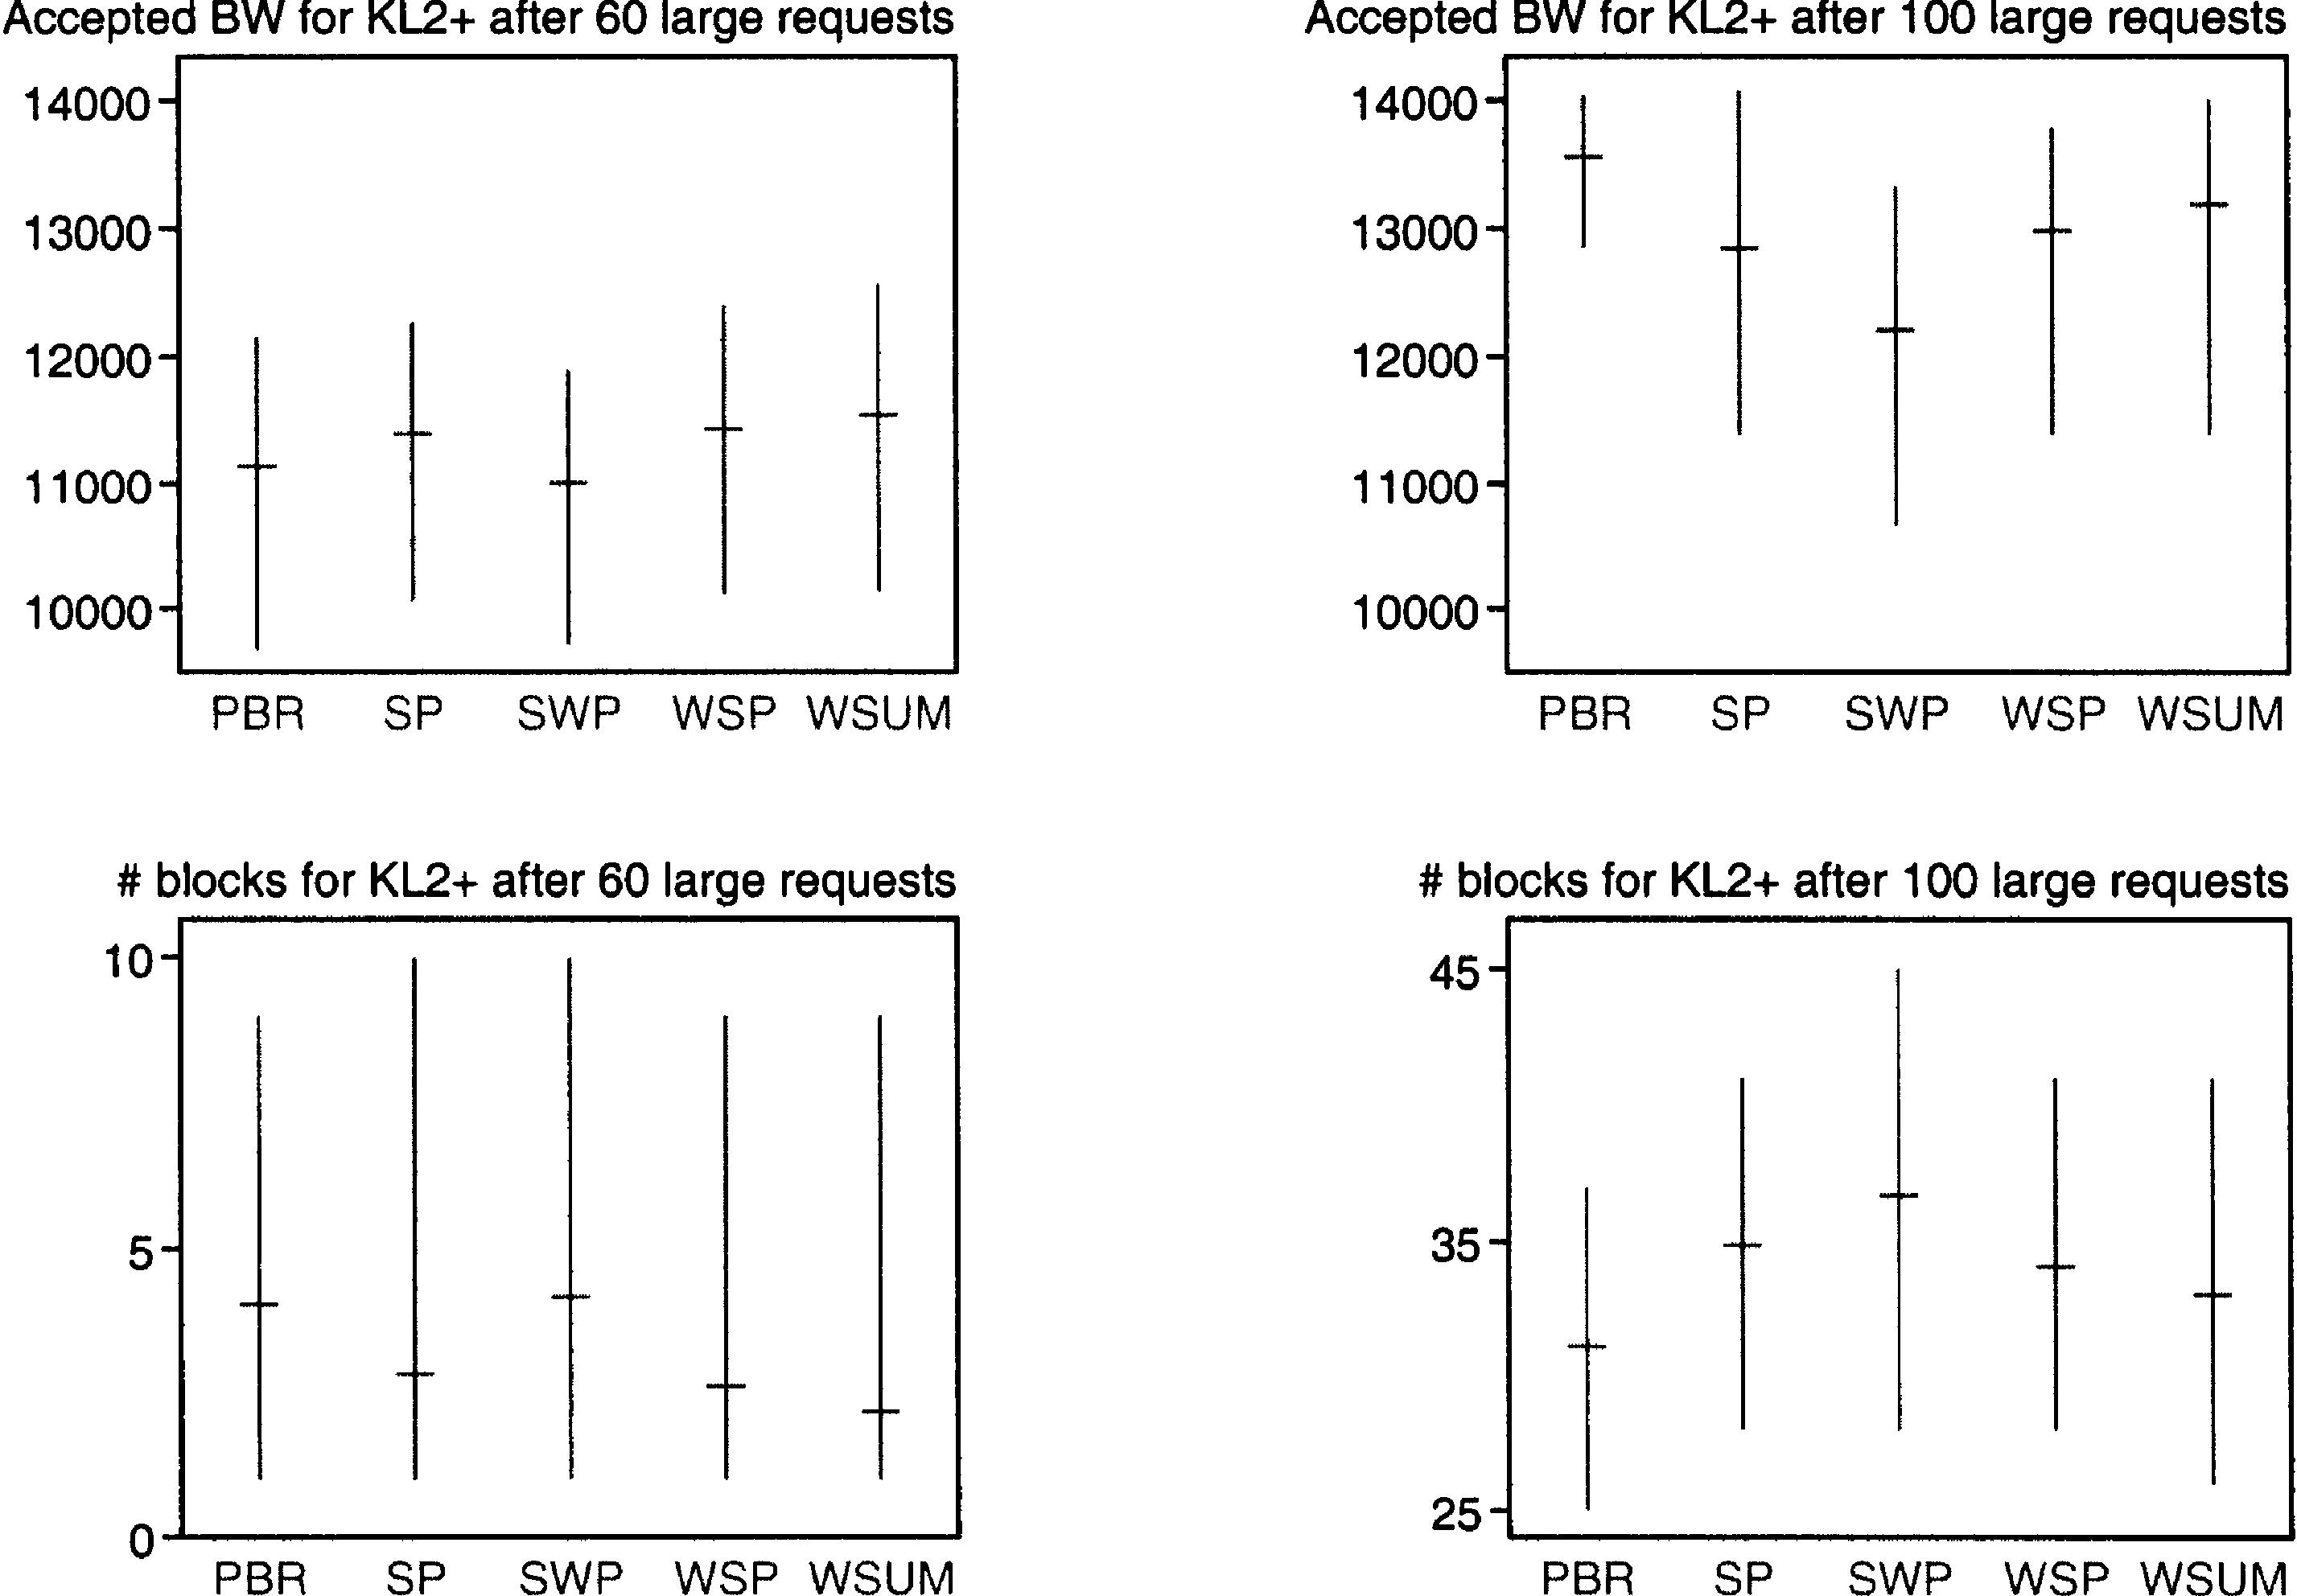 Accepted BW for KL2+ after 60 large requests
14000
13000
12000
11000
10000
PBR SP SWP WSP WSUM
Accepted BW for KL2+ after 100 large requests
14000
13000
12000
11000
10000
PBR SP SWP WSP WSUM
# blocks for KL2+ after 60 large requests
10
5
0
PBR SP SWP WSP WSUM
# blocks for KL2+ after 100 large requests
45
35
25
PBR SP SWP WSP WSUM